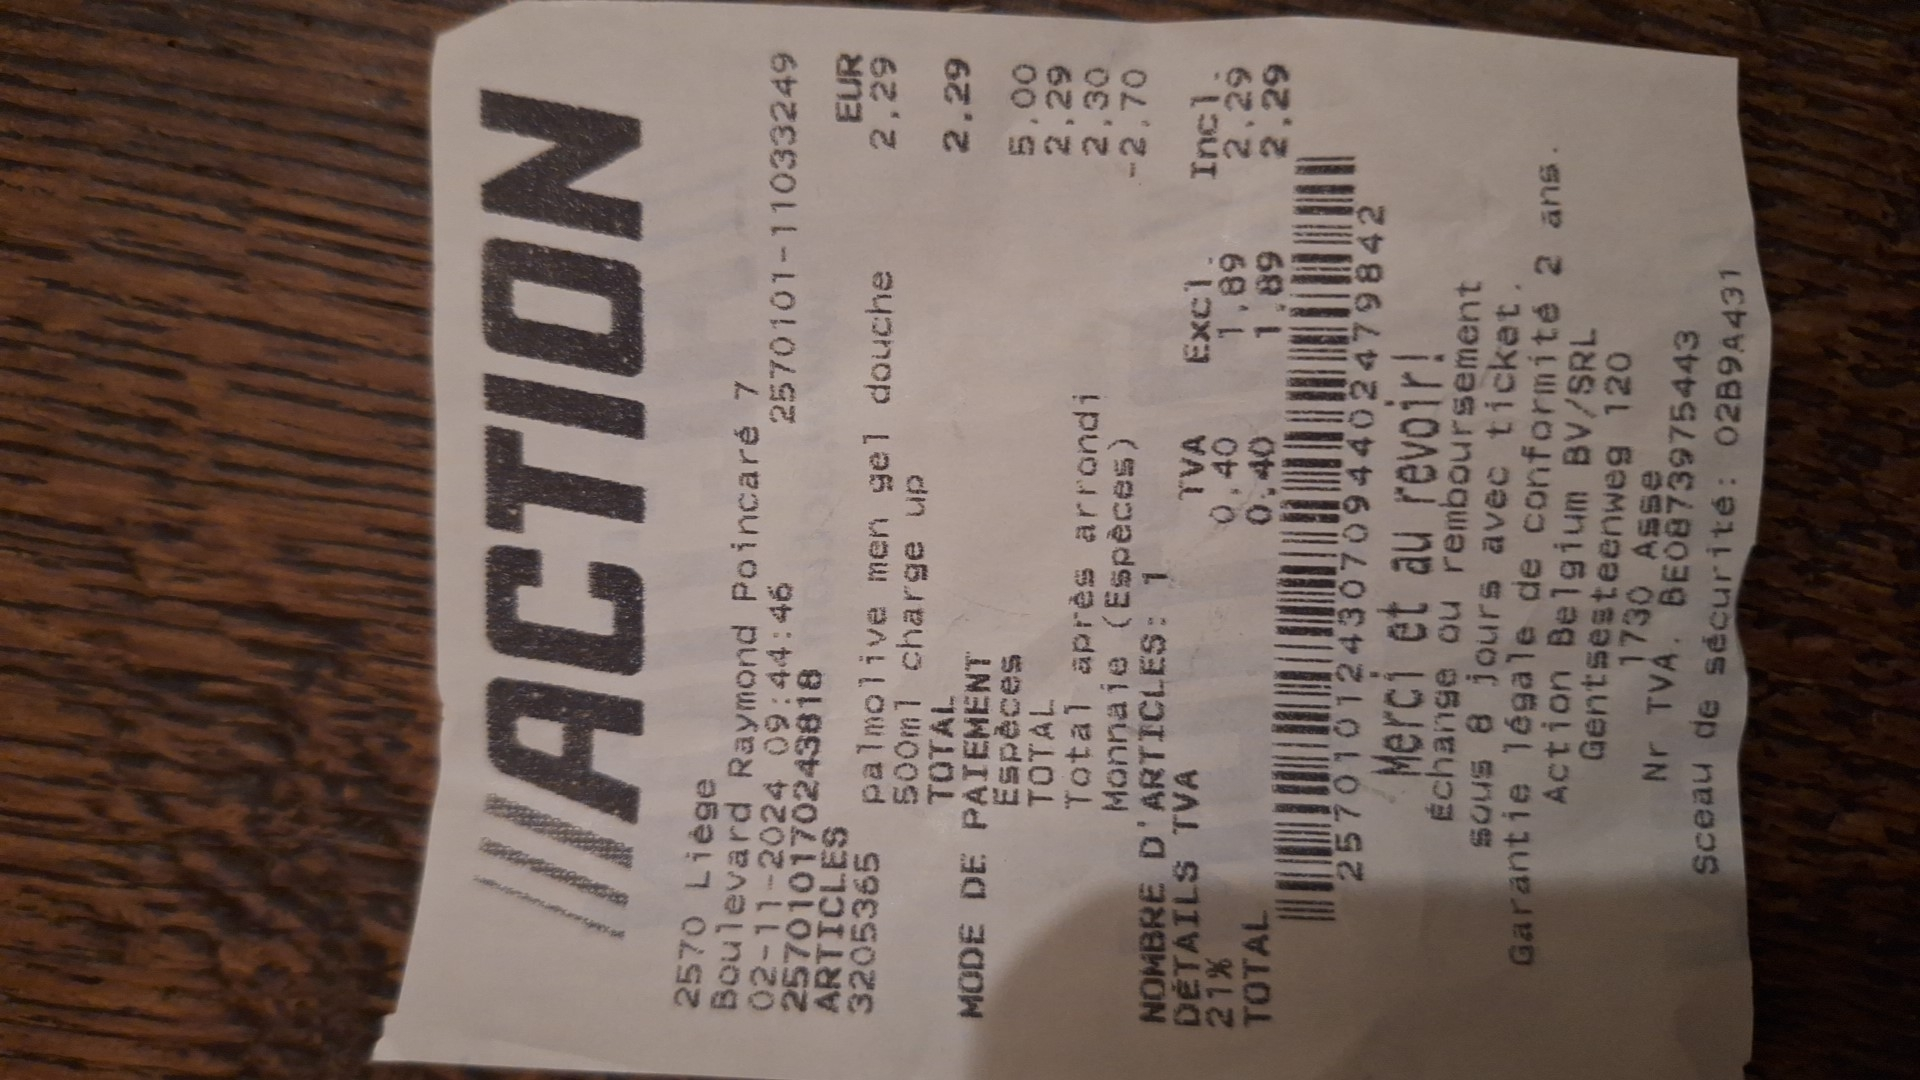 ACTION
2570 Liège
Boulevard Raymond Poincaré 7
02-11-2024 09:44:46 2570101-11033249
257010170243818
ARTICLES EUR
32053365 2,29
palmolive men gel douche
500ml charge up
TOTAL 2.29
MODE DE PAIEMENT
Espèces 5,00
TOTAL 2,29
Total après arrondi 2,30
Monnaie (Espèces) -2,70
NOMBRE D'ARTICLES: 1
DÉTAILS TVA TVA Excl. Incl.
21% 0.40 1,89 2.29
TOTAL 0.40 1.89 2.29
2570101243070944024479842
Merci et au revoir!
Échange ou remboursement
sous 8 jours avec ticket.
Garantie légale de conformité 2 ans.
Action Belgium BV/SRL
Gentsesteenweg 120
1730 Asse
Nr TVA. BE0873975443
Sceau de sécurité: 02B9A431